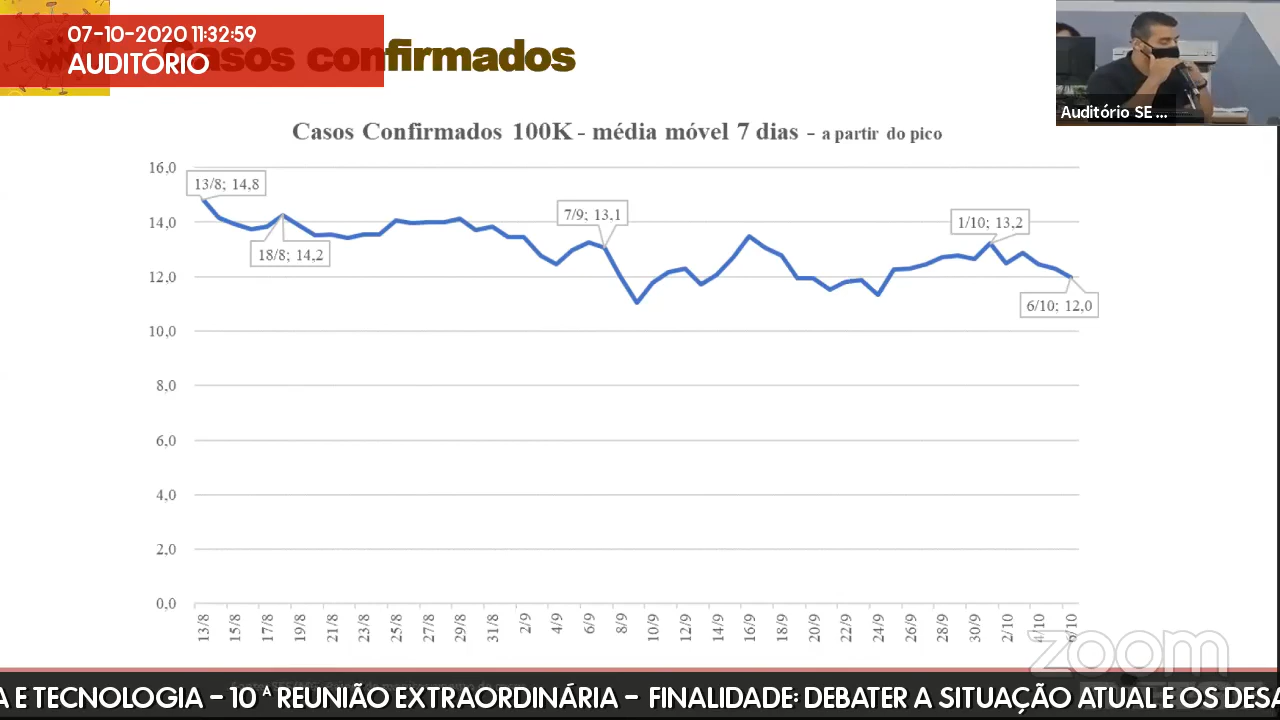 07-10-2020 11:32:59
AUDITÓRIO
Casos confirmados
Auditório SE ...
Casos Confirmados 100K - média móvel 7 dias - a partir do pico
16,0
14,0
12,0
10,0
8,0
6,0
4,0
2,0
0,0
13/8; 14,8
18/8; 14,2
7/9; 13,1
1/10; 13,2
6/10; 12,0
13/8 15/8 17/8 19/8 21/8 23/8 25/8 27/8 29/8 31/8 2/9 4/9 6/9 8/9 10/9 12/9 14/9 16/9 18/9 20/9 22/9 24/9 26/9 28/9 30/9 2/10 4/10 6/10
zoom
A E TECNOLOGIA - 10ª REUNIÃO EXTRAORDINÁRIA - FINALIDADE: DEBATER A SITUAÇÃO ATUAL E OS DESA